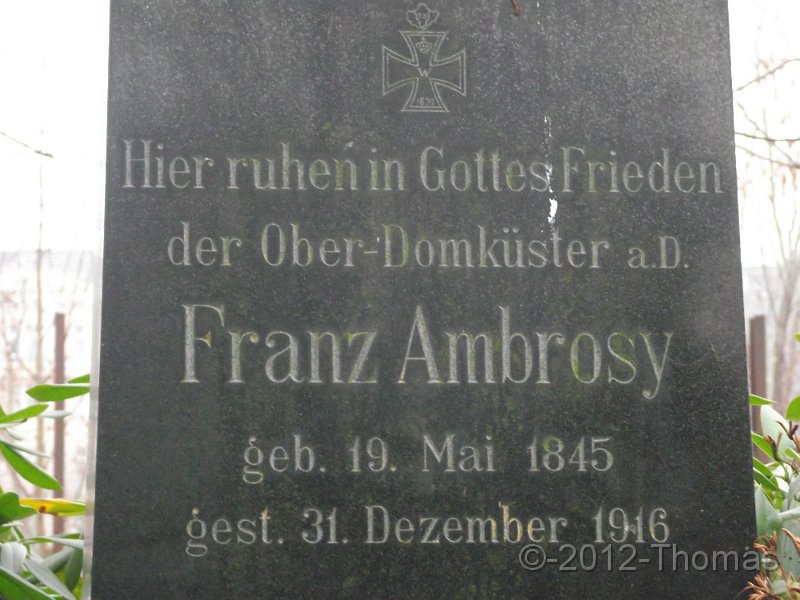 W
1870
Hier ruhen in Gottes Frieden
der Ober-Domküster a.D.
Franz Ambrosy
geb. 19. Mai 1845
gest. 31. Dezember 1916
©-2012-Thomas